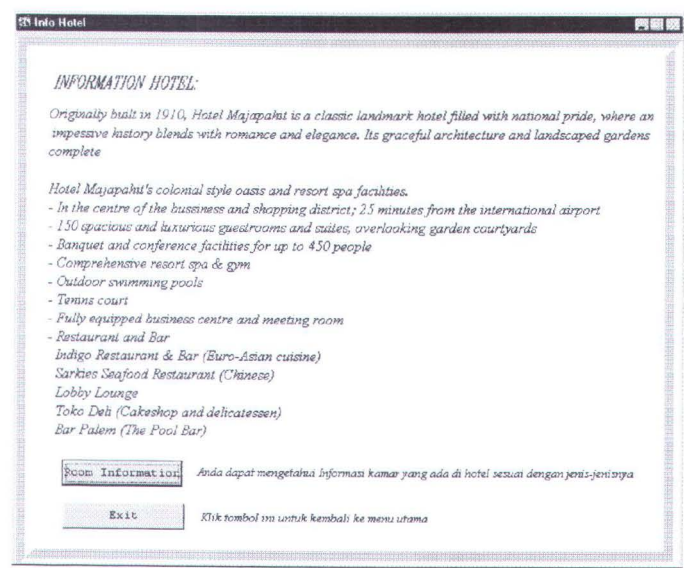 Info Hotel
INFORMATION HOTEL:
Originally built in 1910, Hotel Majapahit is a classic landmark hotel filled with national pride, where an
impessive history blends with romance and elegance. Its graceful architecture and landscaped gardens
complete
Hotel Majapahit's colonial style oasis and resort spa facilities.
- In the centre of the bussiness and shopping district; 25 minutes from the international airport
- 150 spacious and luxurious guestrooms and suites, overlooking garden courtyards
- Banquet and conference facilities for up to 450 people
- Comprehensive resort spa & gym
- Outdoor swimming pools
- Tennis court
- Fully equipped business centre and meeting room
- Restaurant and Bar
Indigo Restaurant & Bar (Euro-Asian cuisine)
Sarkies Seafood Restaurant (Chinese)
Lobby Lounge
Toko Deli (Cakeshop and delicatessen)
Bar Palem (The Pool Bar)
Room Information Anda dapat mengetahui Informasi kamar yang ada di hotel sesuai dengan jenis-jenisnya
Exit Klik tombol ini untuk kembali ke menu utama